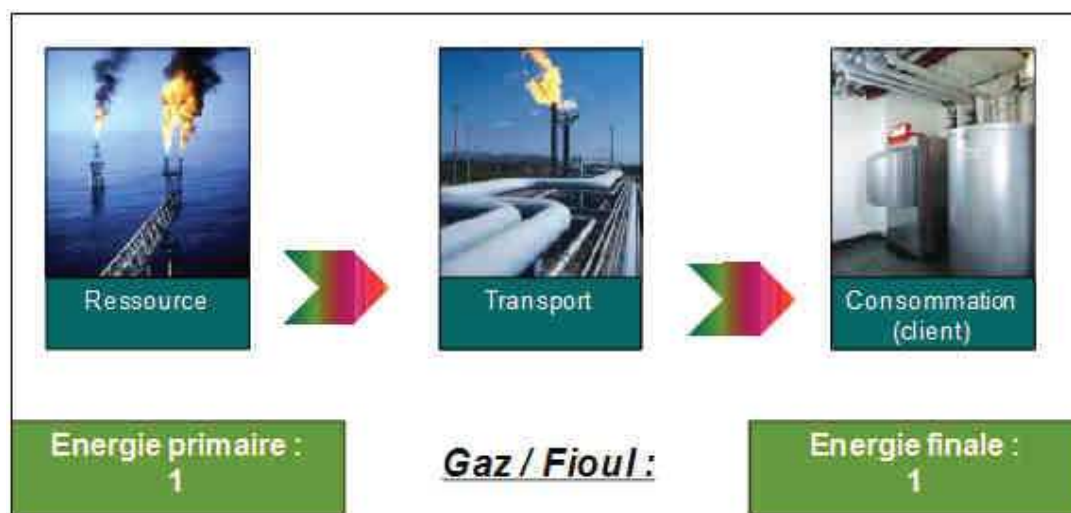 Ressource
Transport
Consommation
(client)
Energie primaire :
1
Gaz / Fioul :
Energie finale :
1